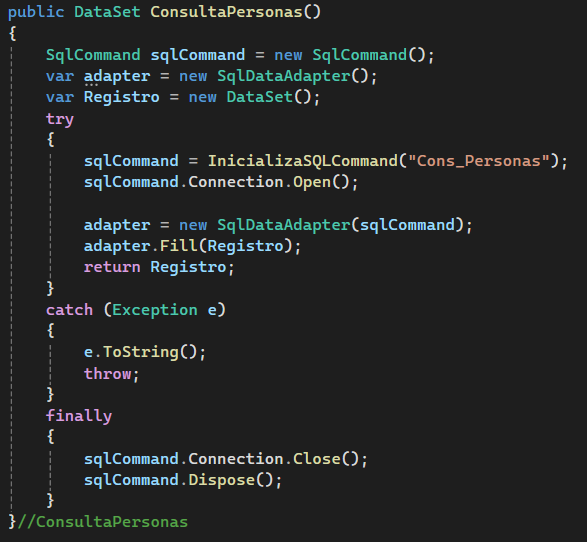 public DataSet ConsultaPersonas()
{
SqlCommand sqlCommand = new SqlCommand();
var adapter = new SqlDataAdapter();
var Registro = new DataSet();
try
{
sqlCommand = InicializaSQLCommand("Cons_Personas");
sqlCommand.Connection.Open();
adapter = new SqlDataAdapter(sqlCommand);
adapter.Fill(Registro);
return Registro;
}
catch (Exception e)
{
e.ToString();
throw;
}
finally
{
sqlCommand.Connection.Close();
sqlCommand.Dispose();
}
}//ConsultaPersonas